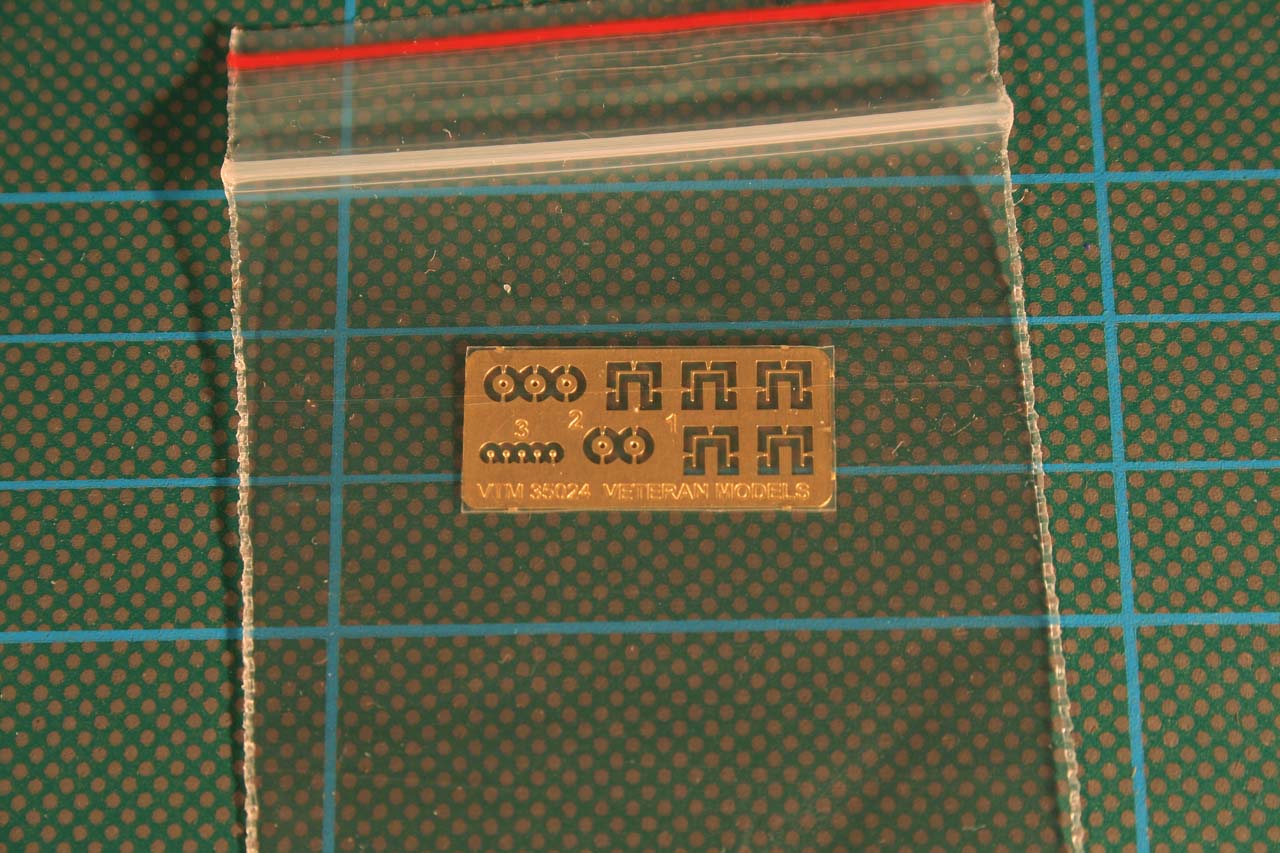 3 2 1
VTM 35024 VETERAN MODELS